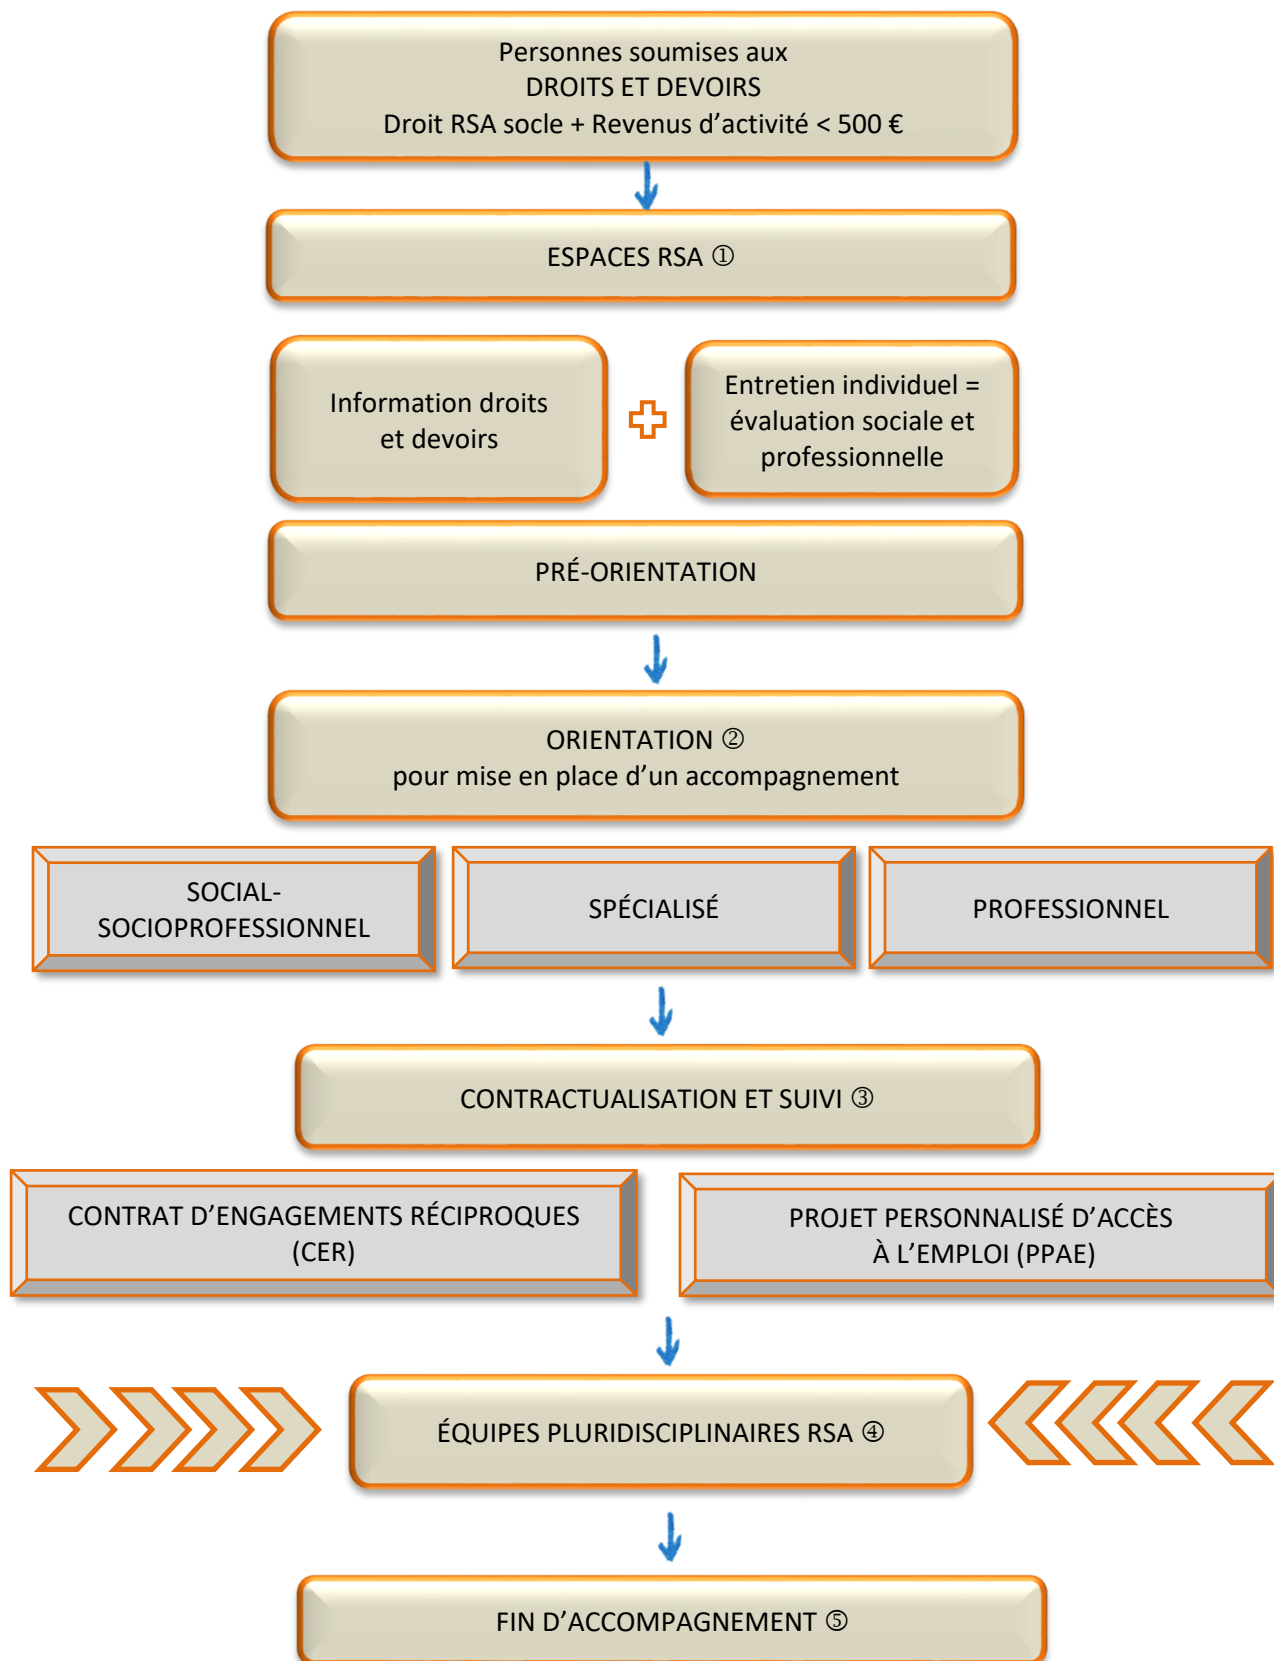 Personnes soumises aux
DROITS ET DEVOIRS
Droit RSA socle + Revenus d’activité < 500 €
ESPACES RSA ①
Information droits
et devoirs
Entretien individuel =
évaluation sociale et
professionnelle
PRÉ-ORIENTATION
ORIENTATION ②
pour mise en place d’un accompagnement
SOCIAL-
SOCIOPROFESSIONNEL
SPÉCIALISÉ
PROFESSIONNEL
CONTRACTUALISATION ET SUIVI ③
CONTRAT D’ENGAGEMENTS RÉCIPROQUES
(CER)
PROJET PERSONNALISÉ D’ACCÈS
À L’EMPLOI (PPAE)
ÉQUIPES PLURIDISCIPLINAIRES RSA ④
FIN D’ACCOMPAGNEMENT ⑤